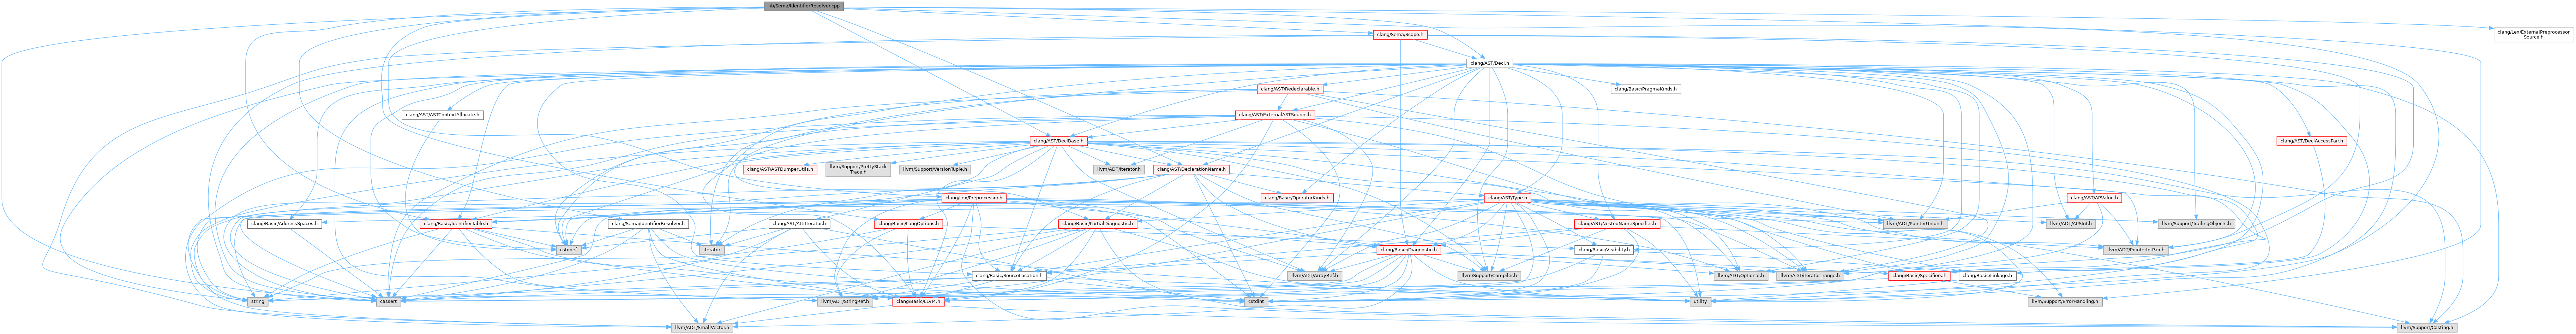 lib/Sema/IdentifierResolver.cpp
clang/Lex/ExternalPreprocessor
Source.h
clang/Sema/Scope.h
clang/AST/Decl.h
clang/AST/Redeclarable.h
clang/Basic/PragmaKinds.h
clang/AST/ASTContextAllocate.h
clang/AST/ExternalASTSource.h
clang/AST/DeclBase.h
clang/AST/DeclAccessPair.h
clang/AST/ASTDumperUtils.h
llvm/Support/PrettyStack
Trace.h
llvm/Support/VersionTuple.h
llvm/ADT/iterator.h
clang/AST/DeclarationName.h
clang/Lex/Preprocessor.h
clang/Basic/OperatorKinds.h
clang/AST/Type.h
clang/AST/APValue.h
clang/Basic/AddressSpaces.h
clang/Basic/IdentifierTable.h
clang/Sema/IdentifierResolver.h
clang/AST/AttrIterator.h
clang/Basic/LangOptions.h
clang/Basic/PartialDiagnostic.h
clang/AST/NestedNameSpecifier.h
llvm/ADT/PointerUnion.h
llvm/ADT/APSInt.h
llvm/Support/TrailingObjects.h
cstddef
iterator
clang/Basic/Diagnostic.h
clang/Basic/Visibility.h
llvm/ADT/PointerIntPair.h
clang/Basic/SourceLocation.h
llvm/ADT/ArrayRef.h
llvm/Support/Compiler.h
llvm/ADT/Optional.h
llvm/ADT/iterator_range.h
clang/Basic/Specifiers.h
clang/Basic/Linkage.h
string
cassert
llvm/ADT/StringRef.h
clang/Basic/LLVM.h
cstdint
utility
llvm/Support/ErrorHandling.h
llvm/ADT/SmallVector.h
llvm/Support/Casting.h